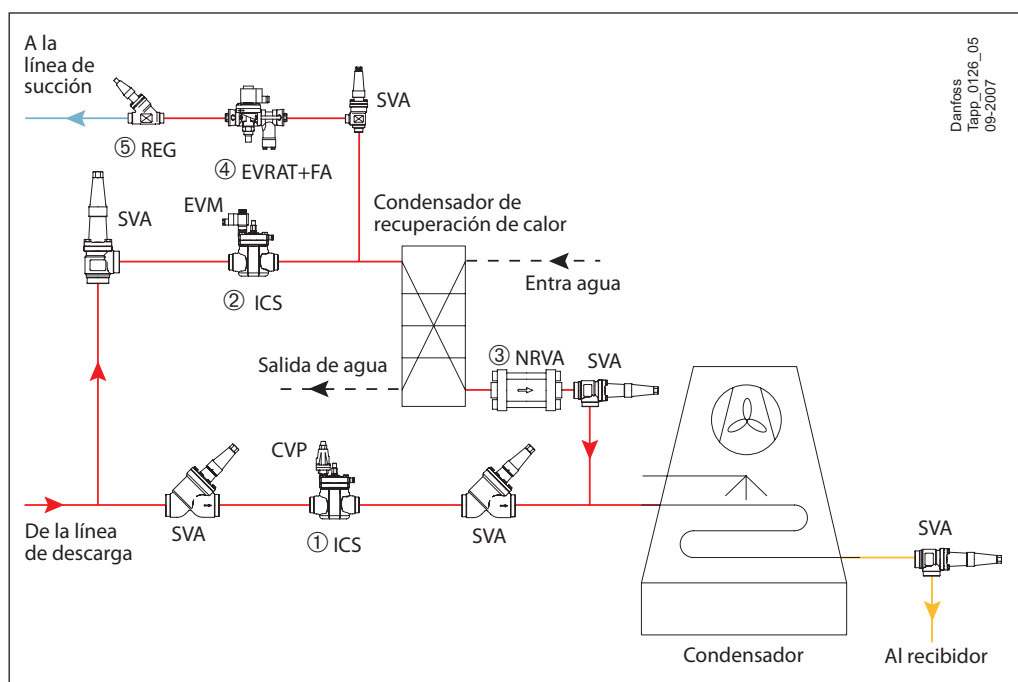 A la
línea de
succión
SVA
Danfoss
Tapp_0126_05
09-2007
⑤ REG
④ EVRAT+FA
SVA
EVM
Condensador de
recuperación de calor
② ICS
Entra agua
Salida de agua
③ NRVA
SVA
CVP
De la línea
de descarga
SVA
① ICS
SVA
SVA
Condensador
Al recibidor